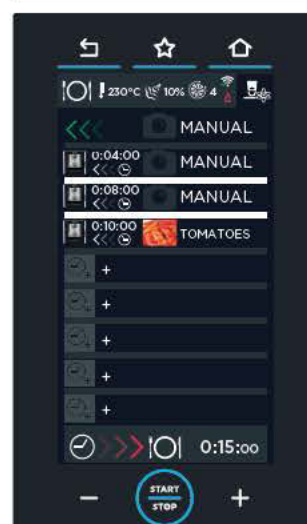 230°C 10% 4
MANUAL
0:04:00 MANUAL
0:08:00 MANUAL
0:10:00 TOMATOES
+
+
+
+
+
0:15:00
- START STOP +